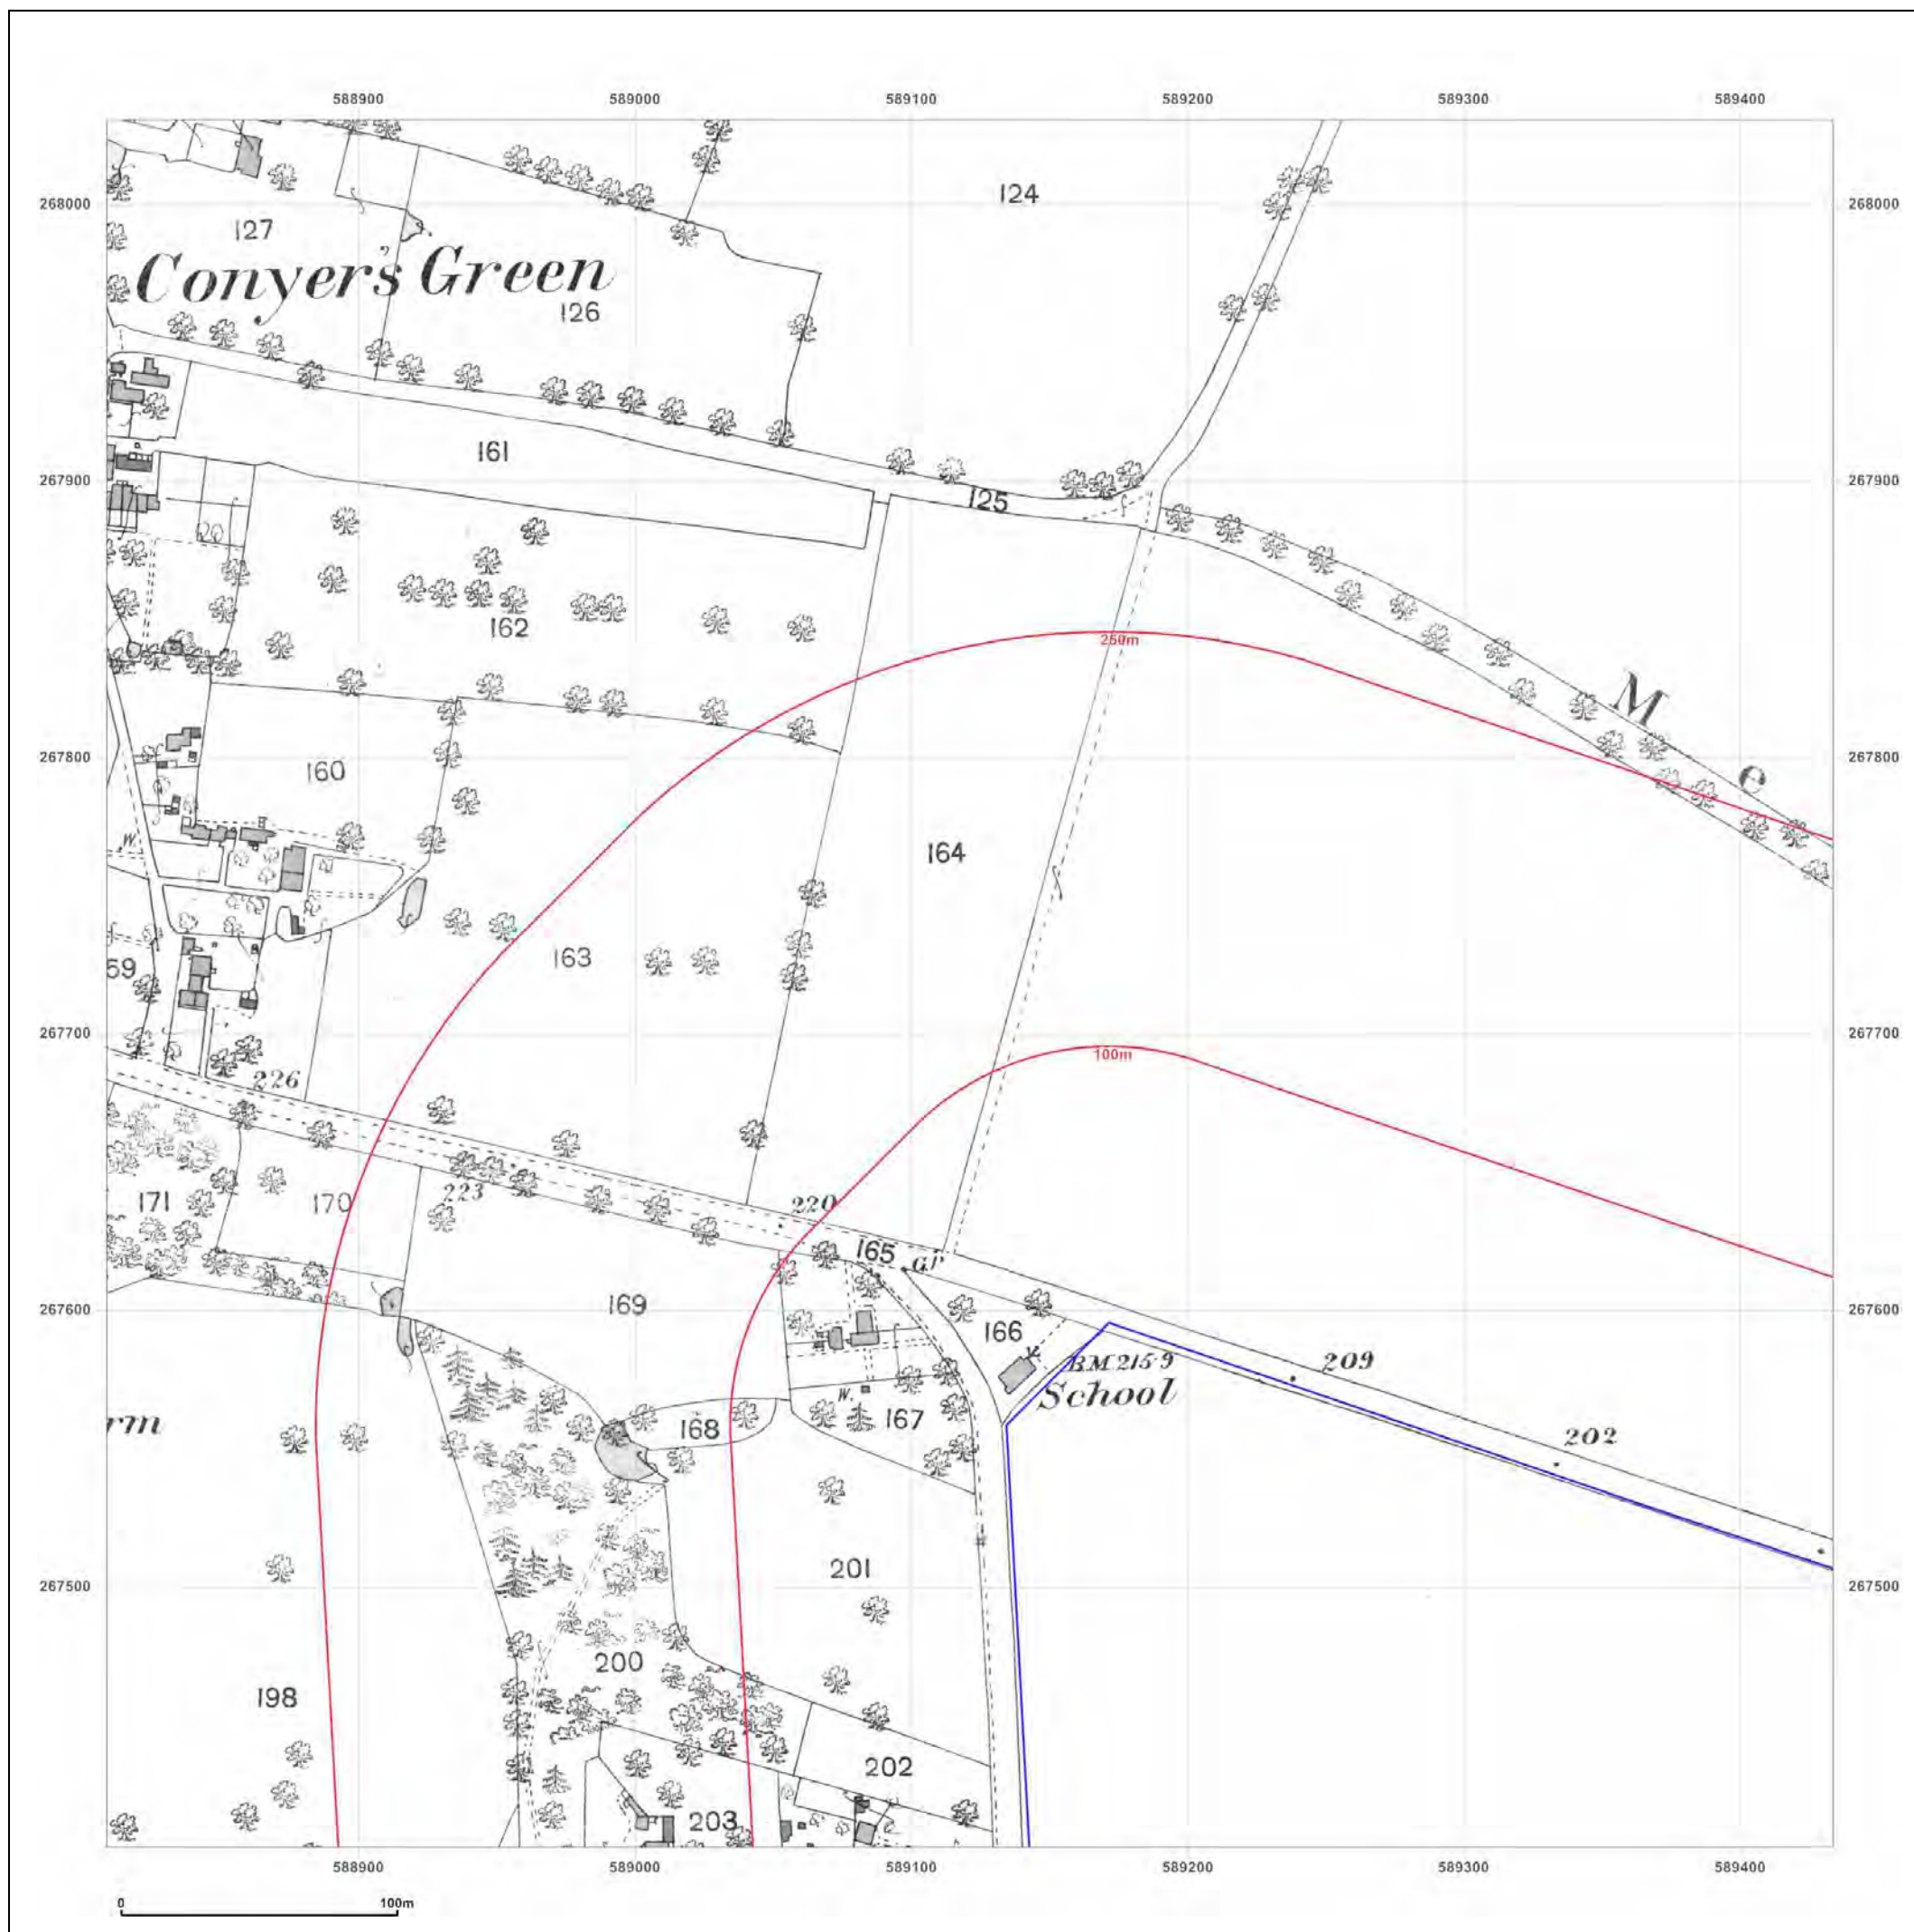 588900 589000 589100 589200 589300 589400
124
268000 268000
127
Conyer's Green
126
161
267900 267900
125
162
250m
M
267800 160 e 267800
W.
164
163
69
267700 267700
100m
226
171 170 223 220
165 G.P.
267600 169 267600
166
B.M. 215·9 209
School
rm W.
168 167
202
267500 201 267500
200
198
202
203
588900 589000 589100 589200 589300 589400
0 100m